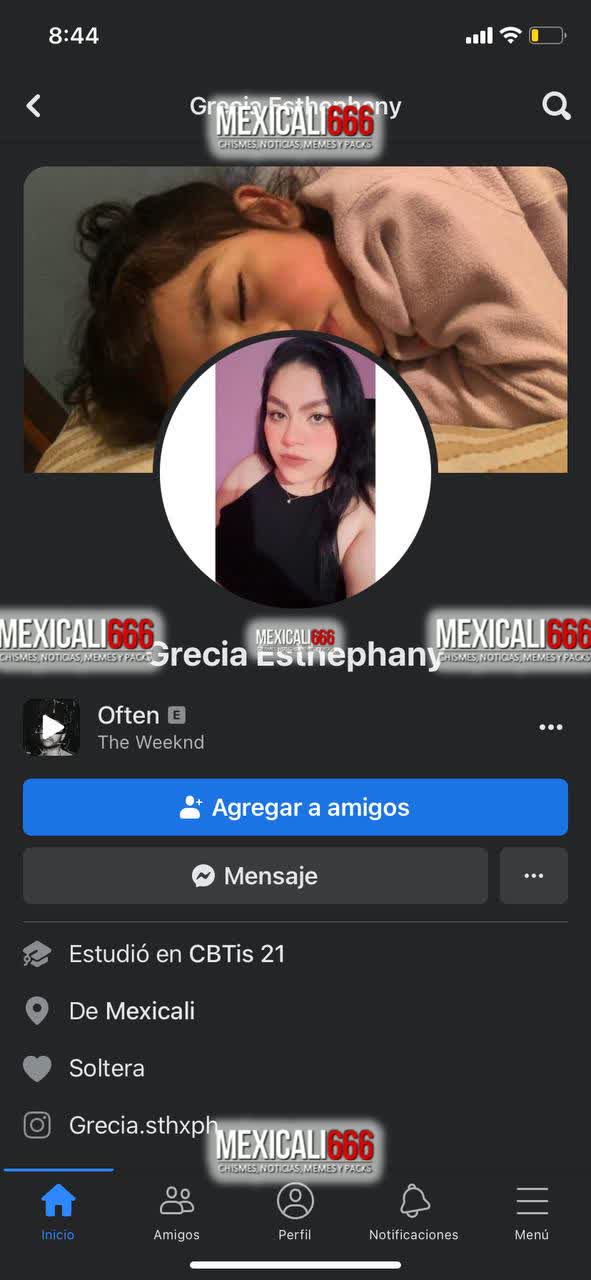 8:44
Grecia Esthephany
MEXICALI666
CHISMES, NOTICIAS, MEMES Y PACKS
MEXICALI666
CHISMES, NOTICIAS, MEMES Y PACKS
MEXICALI666
MEXICALI666
CHISMES, NOTICIAS, MEMES Y PACKS
Grecia Esthephany
Often E
The Weeknd
Agregar a amigos
Mensaje
Estudió en CBTis 21
De Mexicali
Soltera
Grecia.sthxph
MEXICALI666
CHISMES, NOTICIAS, MEMES Y PACKS
Inicio
Amigos
Perfil
Notificaciones
Menú